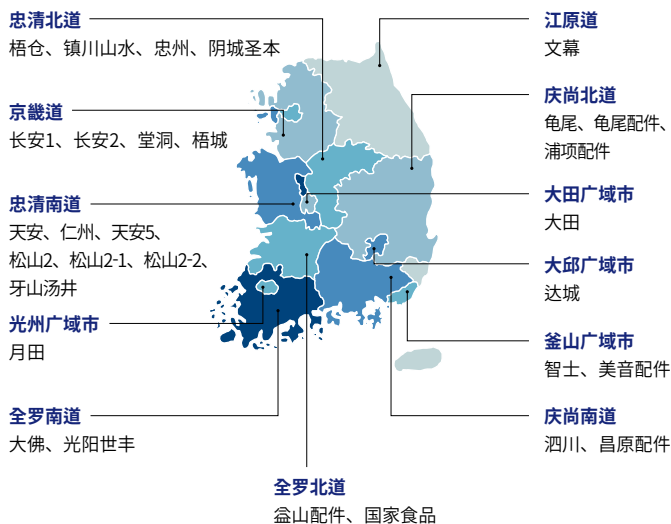 忠清北道
梧仓、镇川山水、忠州、阴城圣本
京畿道
长安1、长安2、堂洞、梧城
忠清南道
天安、仁州、天安5、
松山2、松山2-1、松山2-2、
牙山汤井
光州广域市
月田
全罗南道
大佛、光阳世丰
全罗北道
益山配件、国家食品
江原道
文幕
庆尚北道
龟尾、龟尾配件、
浦项配件
大田广域市
大田
大邱广域市
达城
釜山广域市
智士、美音配件
庆尚南道
泗川、昌原配件